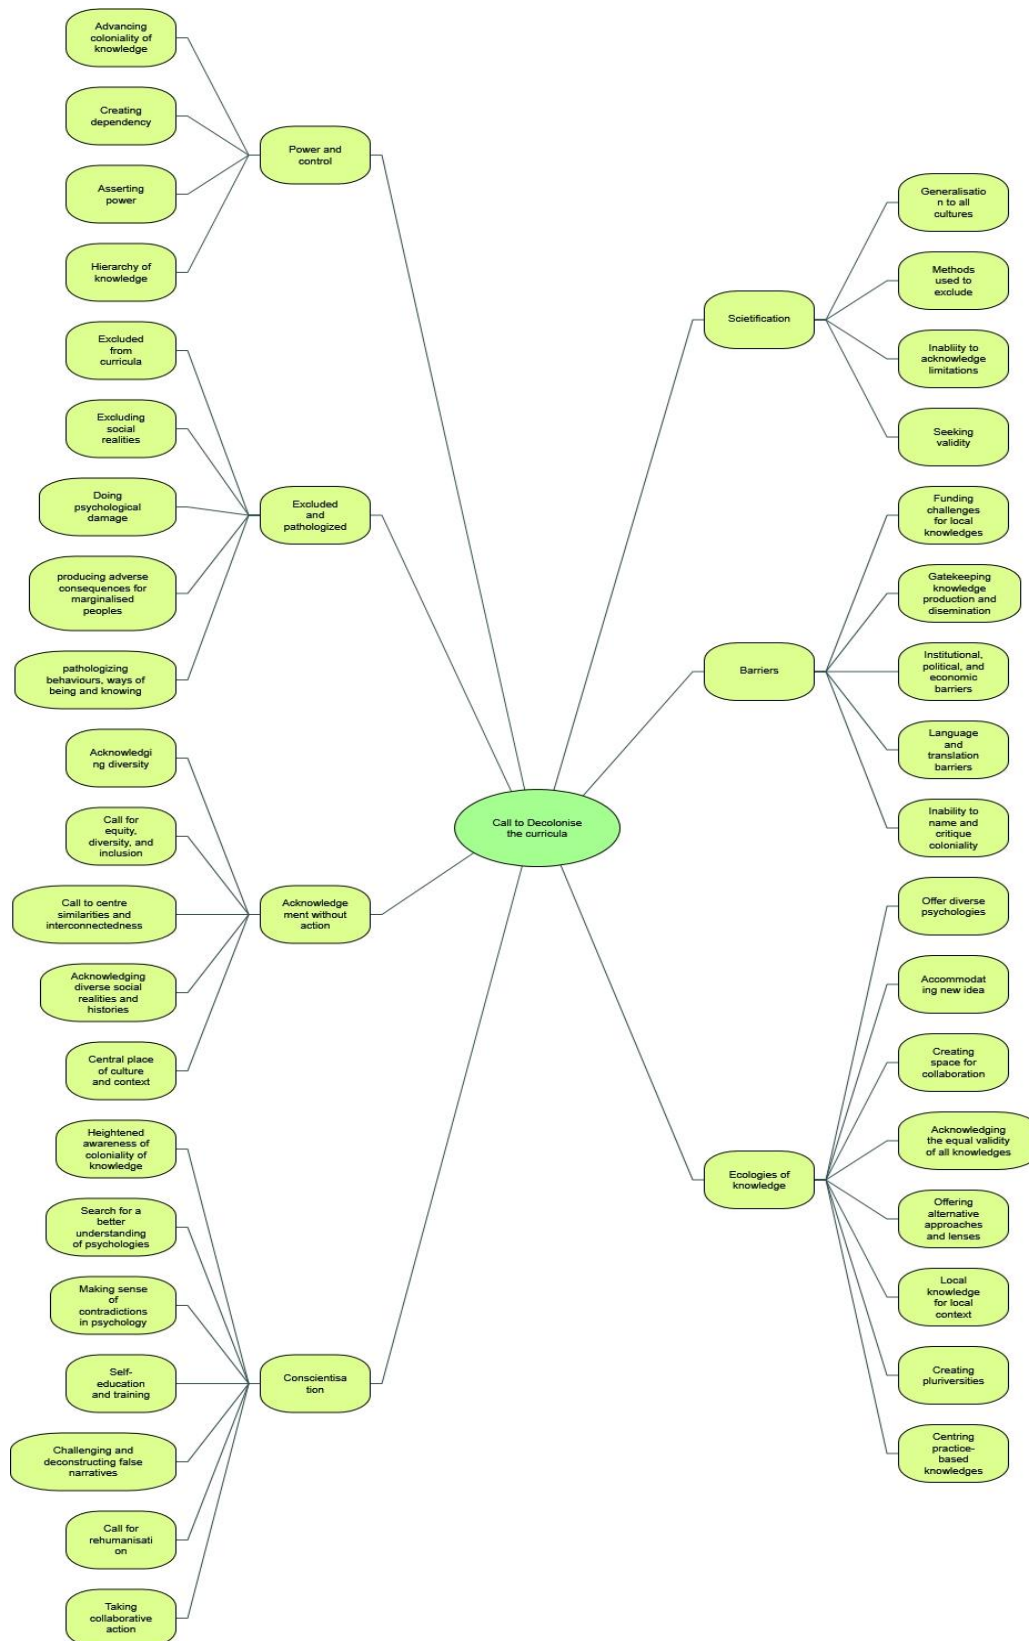 Advancing
coloniality of
knowledge
Creating
dependency
Asserting
power
Hierarchy of
knowledge
Power and
control
Excluded
from
curricula
Excluding
social
realities
Doing
psychological
damage
producing adverse
consequences for
marginalised
peoples
pathologizing
behaviours, ways of
being and knowing
Excluded
and
pathologized
Acknowledgi
ng diversity
Call for
equity,
diversity, and
inclusion
Call to centre
similarities and
interconnectedness
Acknowledging
diverse social
realities and
histories
Central place
of culture
and context
Acknowledge
ment without
action
Heightened
awareness of
coloniality of
knowledge
Search for a
better
understanding
of psychologies
Making sense
of
contradictions
in psychology
Self-
education
and training
Challenging and
deconstructing false
narratives
Call for
rehumanisati
on
Taking
collaborative
action
Conscientisa
tion
Call to Decolonise
the curricula
Scietification
Generalisatio
n to all
cultures
Methods
used to
exclude
Inabliity to
acknowledge
limitations
Seeking
validity
Barriers
Funding
challenges
for local
knowledges
Gatekeeping
knowledge
production and
disemination
Institutional,
political, and
economic
barriers
Language
and
translation
barriers
Inability to
name and
critique
coloniality
Ecologies of
knowledge
Offer diverse
psychologies
Accommodat
ing new idea
Creating
space for
collaboration
Acknowledging
the equal validity
of all knowledges
Offering
alternative
approaches
and lenses
Local
knowledge
for local
context
Creating
pluriversities
Centring
practice-
based
knowledges